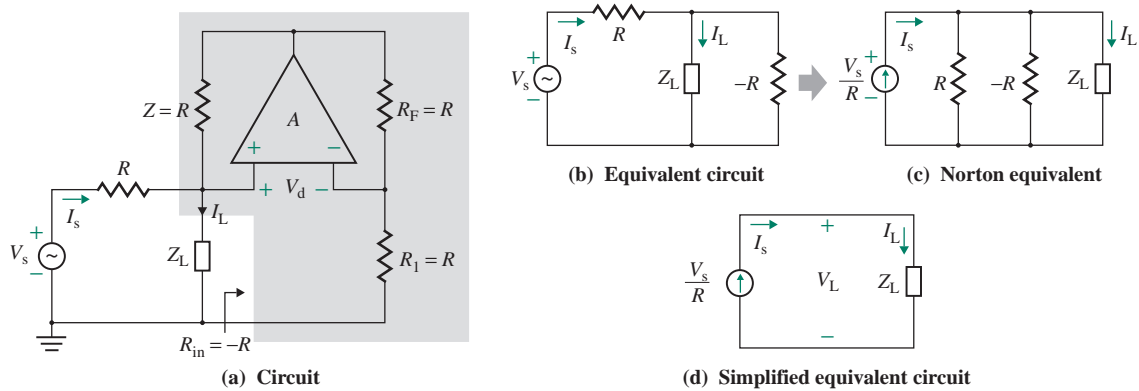 Z = R
A
R_F = R
+
−
R
+ V_d −
I_s
I_L
+
V_s
−
Z_L
R_1 = R
R_in = −R
(a) Circuit
I_s
R
I_L
+
V_s
−
Z_L
−R
(b) Equivalent circuit
I_s
I_L
+
V_s/R
−
R
−R
Z_L
(c) Norton equivalent
I_s
+
I_L
V_s/R
V_L
Z_L
−
(d) Simplified equivalent circuit